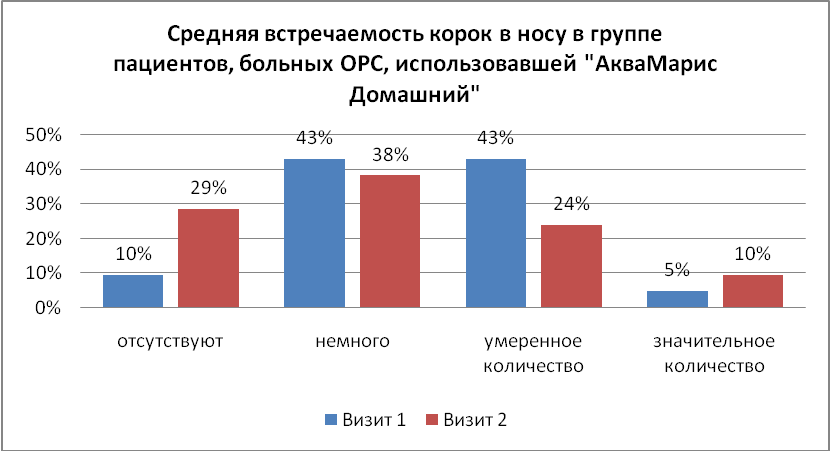 Средняя встречаемость корок в носу в группе
пациентов, больных ОРС, использовавшей "АкваМарис
Домашний"
50%
40%
30%
20%
10%
0%
10%
29%
43%
38%
43%
24%
5%
10%
отсутствуют
немного
умеренное
количество
значительное
количество
Визит 1
Визит 2